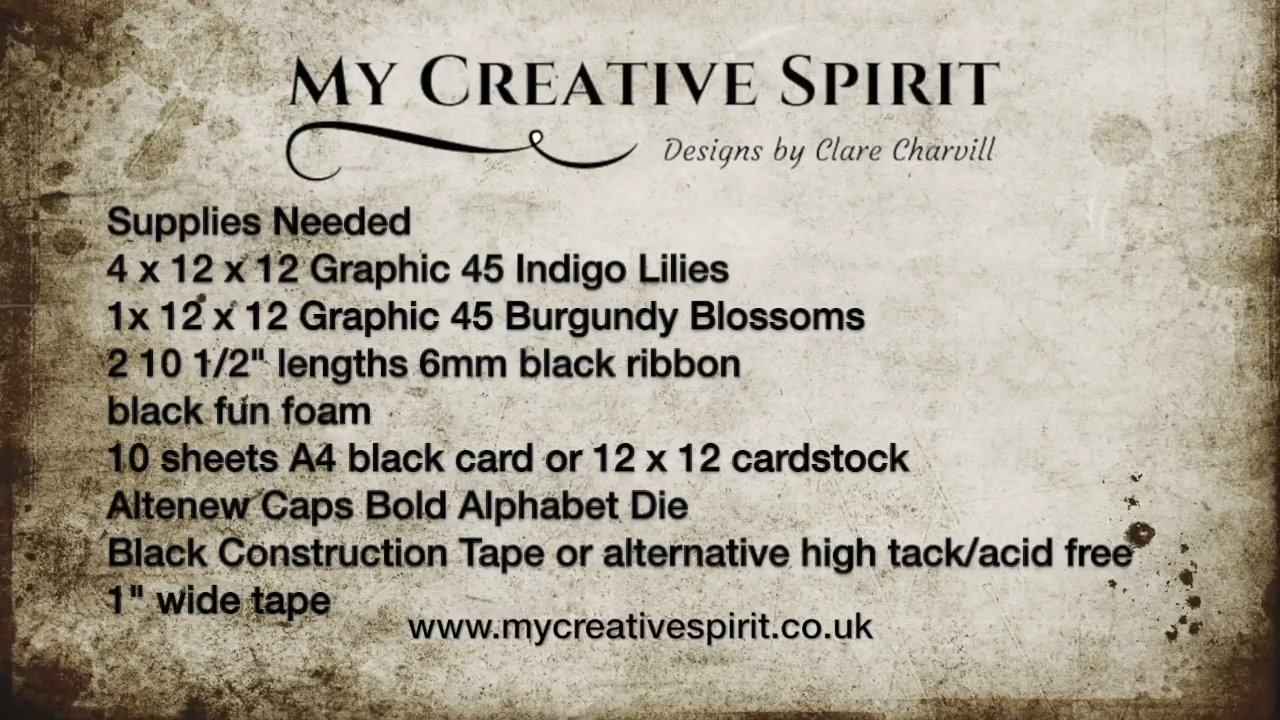 My Creative Spirit
Designs by Clare Charvill
Supplies Needed
4 x 12 x 12 Graphic 45 Indigo Lilies
1x 12 x 12 Graphic 45 Burgundy Blossoms
2 10 1/2" lengths 6mm black ribbon
black fun foam
10 sheets A4 black card or 12 x 12 cardstock
Altenew Caps Bold Alphabet Die
Black Construction Tape or alternative high tack/acid free
1" wide tape
www.mycreativespirit.co.uk